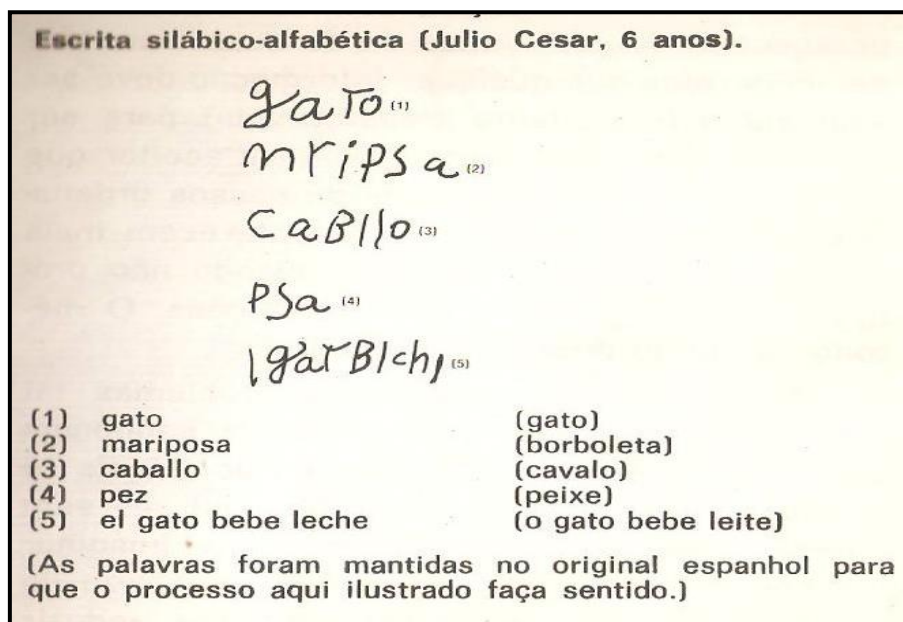 Escrita silábico-alfabética (Julio Cesar, 6 anos).
gaTo (1)
mripsa (2)
CaBllo (3)
PSa (4)
lgatBlchl (5)
(1) gato (gato)
(2) mariposa (borboleta)
(3) caballo (cavalo)
(4) pez (peixe)
(5) el gato bebe leche (o gato bebe leite)
(As palavras foram mantidas no original espanhol para
que o processo aqui ilustrado faça sentido.)